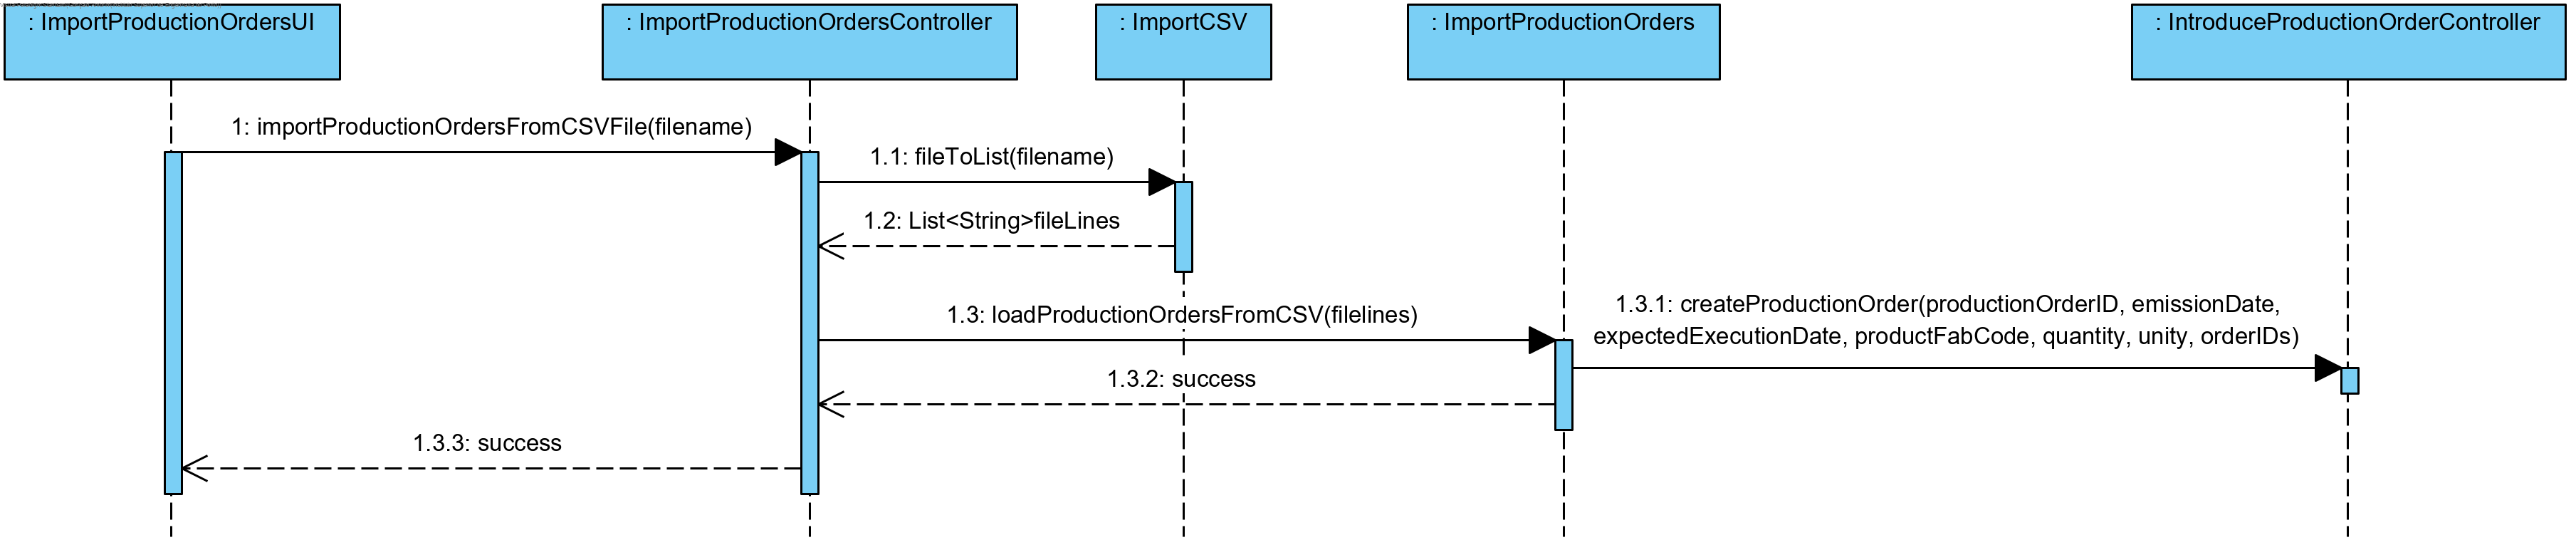 : ImportProductionOrdersUI
: ImportProductionOrdersController
: ImportCSV
: ImportProductionOrders
: IntroduceProductionOrderController
1: importProductionOrdersFromCSVFile(filename)
1.1: fileToList(filename)
1.2: List<String>fileLines
1.3: loadProductionOrdersFromCSV(filelines)
1.3.1: createProductionOrder(productionOrderID, emissionDate,
expectedExecutionDate, productFabCode, quantity, unity, orderIDs)
1.3.2: success
1.3.3: success